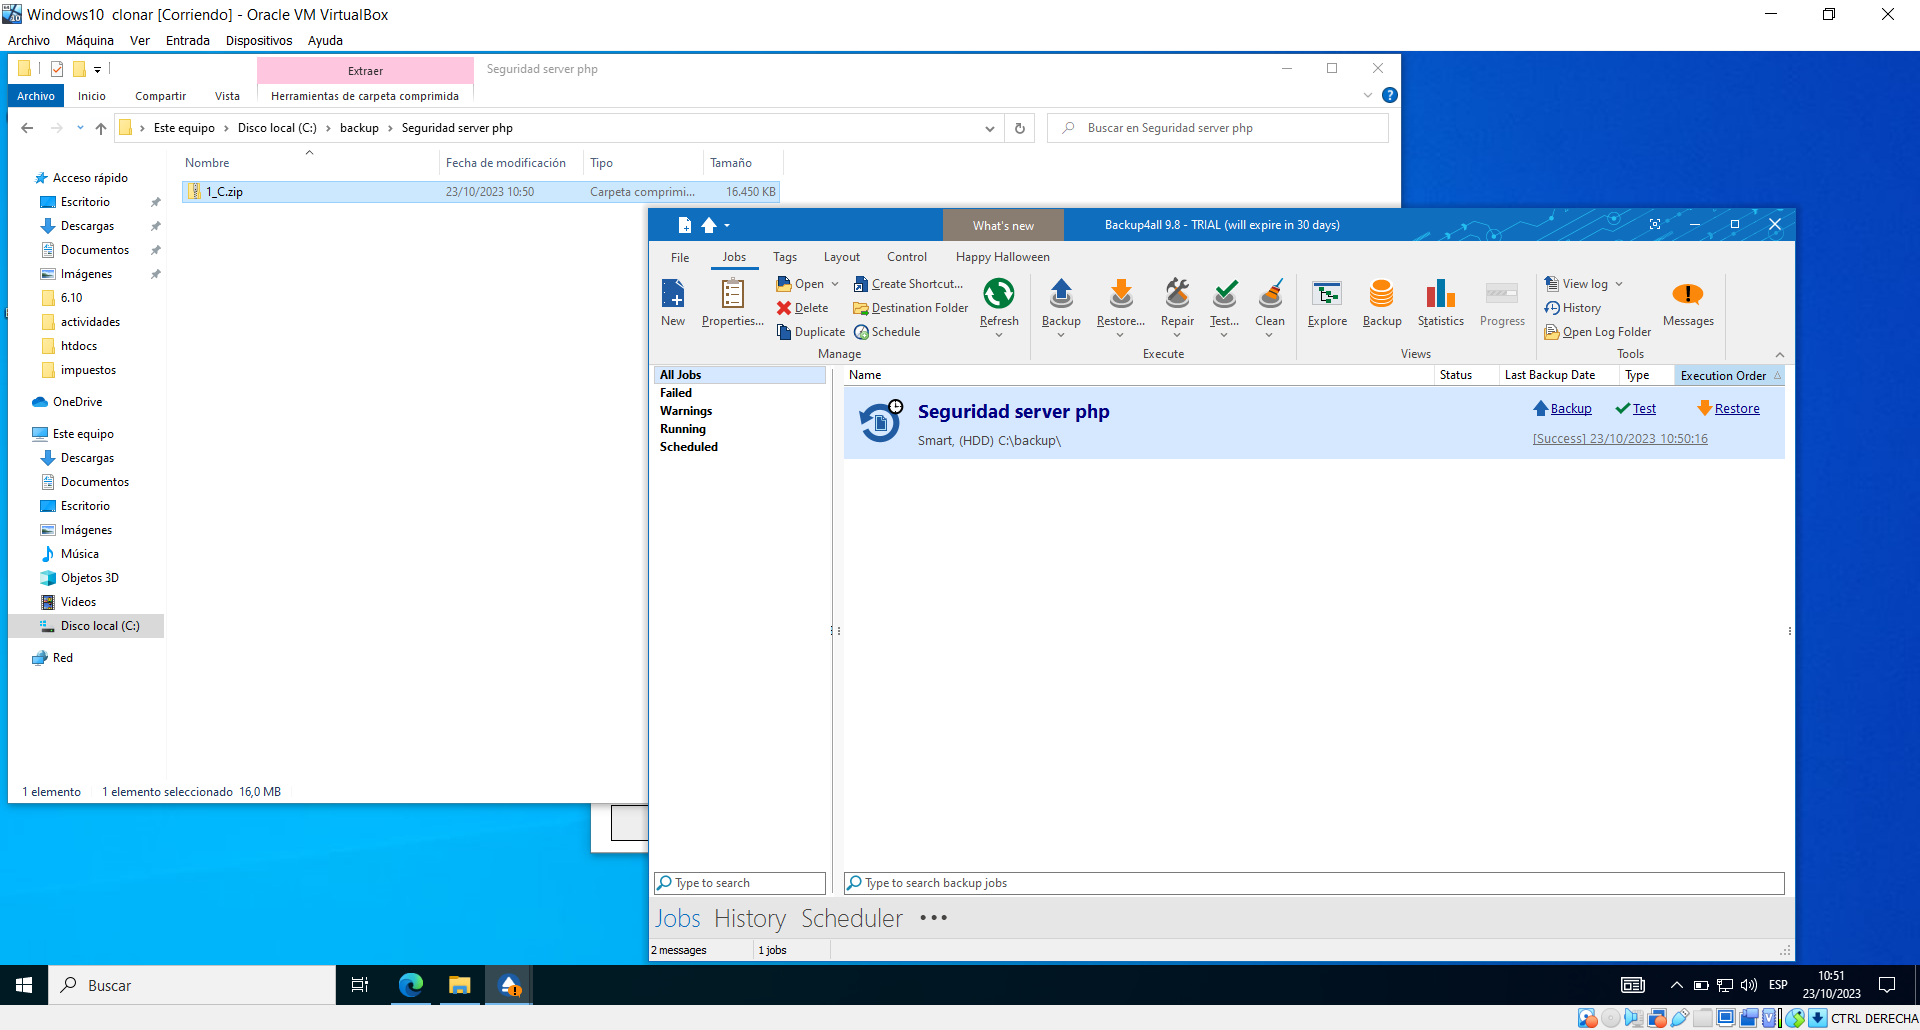 Windows10  clonar [Corriendo] - Oracle VM VirtualBox
Archivo Máquina Ver Entrada Dispositivos Ayuda
Extraer Seguridad server php
Archivo Inicio Compartir Vista Herramientas de carpeta comprimida
Este equipo › Disco local (C:) › backup › Seguridad server php
Buscar en Seguridad server php
Nombre Fecha de modificación Tipo Tamaño
1_C.zip 23/10/2023 10:50 Carpeta comprimi... 16.450 KB
Acceso rápido
Escritorio
Descargas
Documentos
Imágenes
6.10
actividades
htdocs
impuestos
OneDrive
Este equipo
Descargas
Documentos
Escritorio
Imágenes
Música
Objetos 3D
Videos
Disco local (C:)
Red
1 elemento 1 elemento seleccionado 16,0 MB
What's new Backup4all 9.8 - TRIAL (will expire in 30 days)
File Jobs Tags Layout Control Happy Halloween
New Properties... Open Delete Duplicate Create Shortcut... Destination Folder Schedule Refresh
Manage
Backup Restore... Repair Test... Clean
Execute
Explore Backup Statistics Progress
Views
View log History Open Log Folder Messages
Tools
All Jobs
Failed
Warnings
Running
Scheduled
Name Status Last Backup Date Type Execution Order
Seguridad server php
Smart, (HDD) C:\backup\
Backup Test Restore
[Success] 23/10/2023 10:50:16
Type to search
Type to search backup jobs
Jobs History Scheduler •••
2 messages 1 jobs
Buscar
ESP
10:51
23/10/2023
CTRL DERECHA